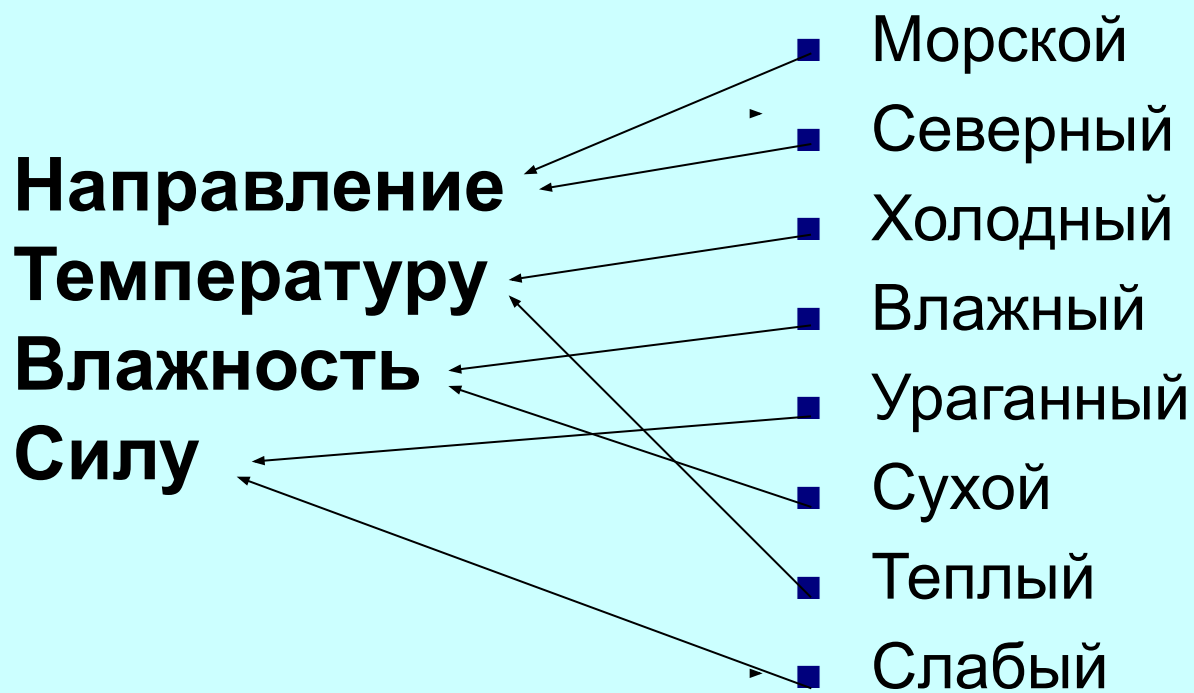 Направление
Температуру
Влажность
Силу
Морской
Северный
Холодный
Влажный
Ураганный
Сухой
Теплый
Слабый